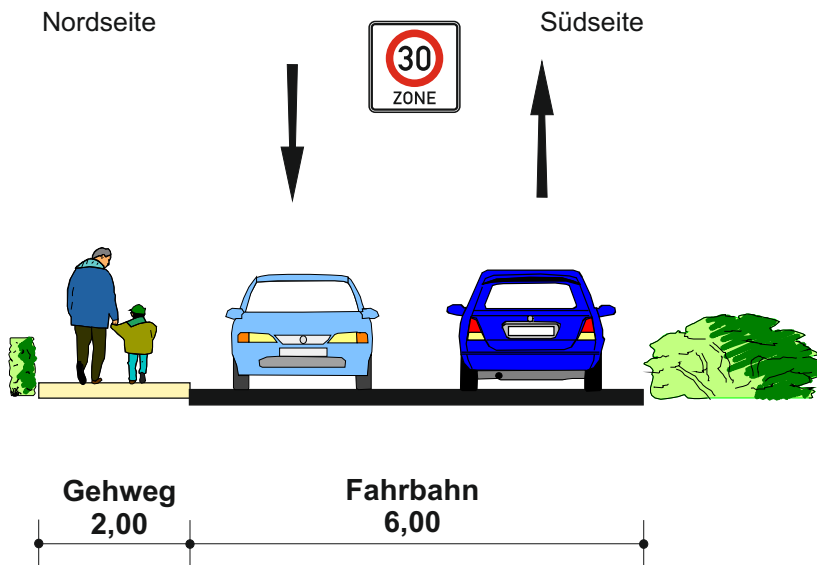 Nordseite
Südseite
30
ZONE
Gehweg
2,00
Fahrbahn
6,00